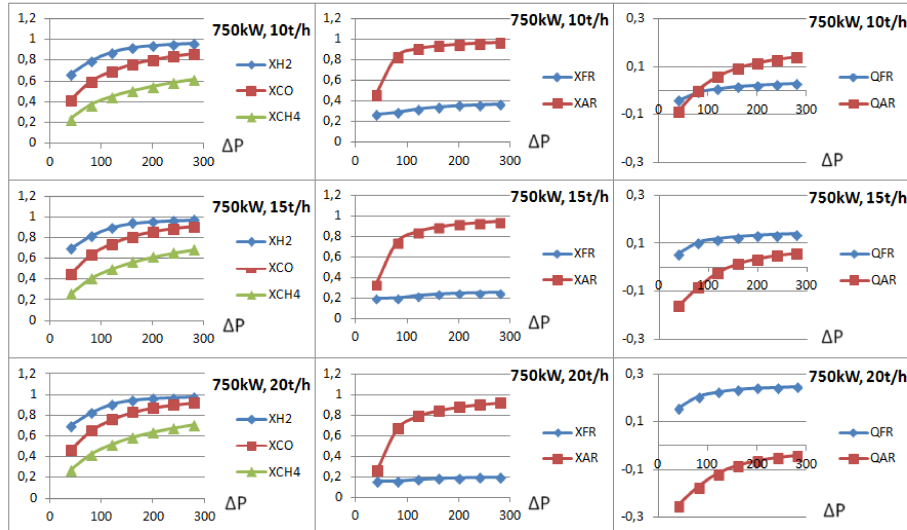 1,2
1
0,8
0,6
0,4
0,2
0
0
100
200
300
750kW, 10t/h
XH2
XCO
XCH4
ΔP
1,2
1
0,8
0,6
0,4
0,2
0
0
100
200
300
750kW, 10t/h
XFR
XAR
ΔP
0,3
0,1
-0,1
-0,3
0
100
200
300
750kW, 10t/h
QFR
QAR
ΔP
1,2
1
0,8
0,6
0,4
0,2
0
0
100
200
300
750kW, 15t/h
XH2
XCO
XCH4
ΔP
1,2
1
0,8
0,6
0,4
0,2
0
0
100
200
300
750kW, 15t/h
XFR
XAR
ΔP
0,3
0,1
-0,1
-0,3
0
100
200
300
750kW, 15t/h
QFR
QAR
ΔP
1,2
1
0,8
0,6
0,4
0,2
0
0
100
200
300
750kW, 20t/h
XH2
XCO
XCH4
ΔP
1,2
1
0,8
0,6
0,4
0,2
0
0
100
200
300
750kW, 20t/h
XFR
XAR
ΔP
0,3
0,1
-0,1
-0,3
0
100
200
300
750kW, 20t/h
QFR
QAR
ΔP